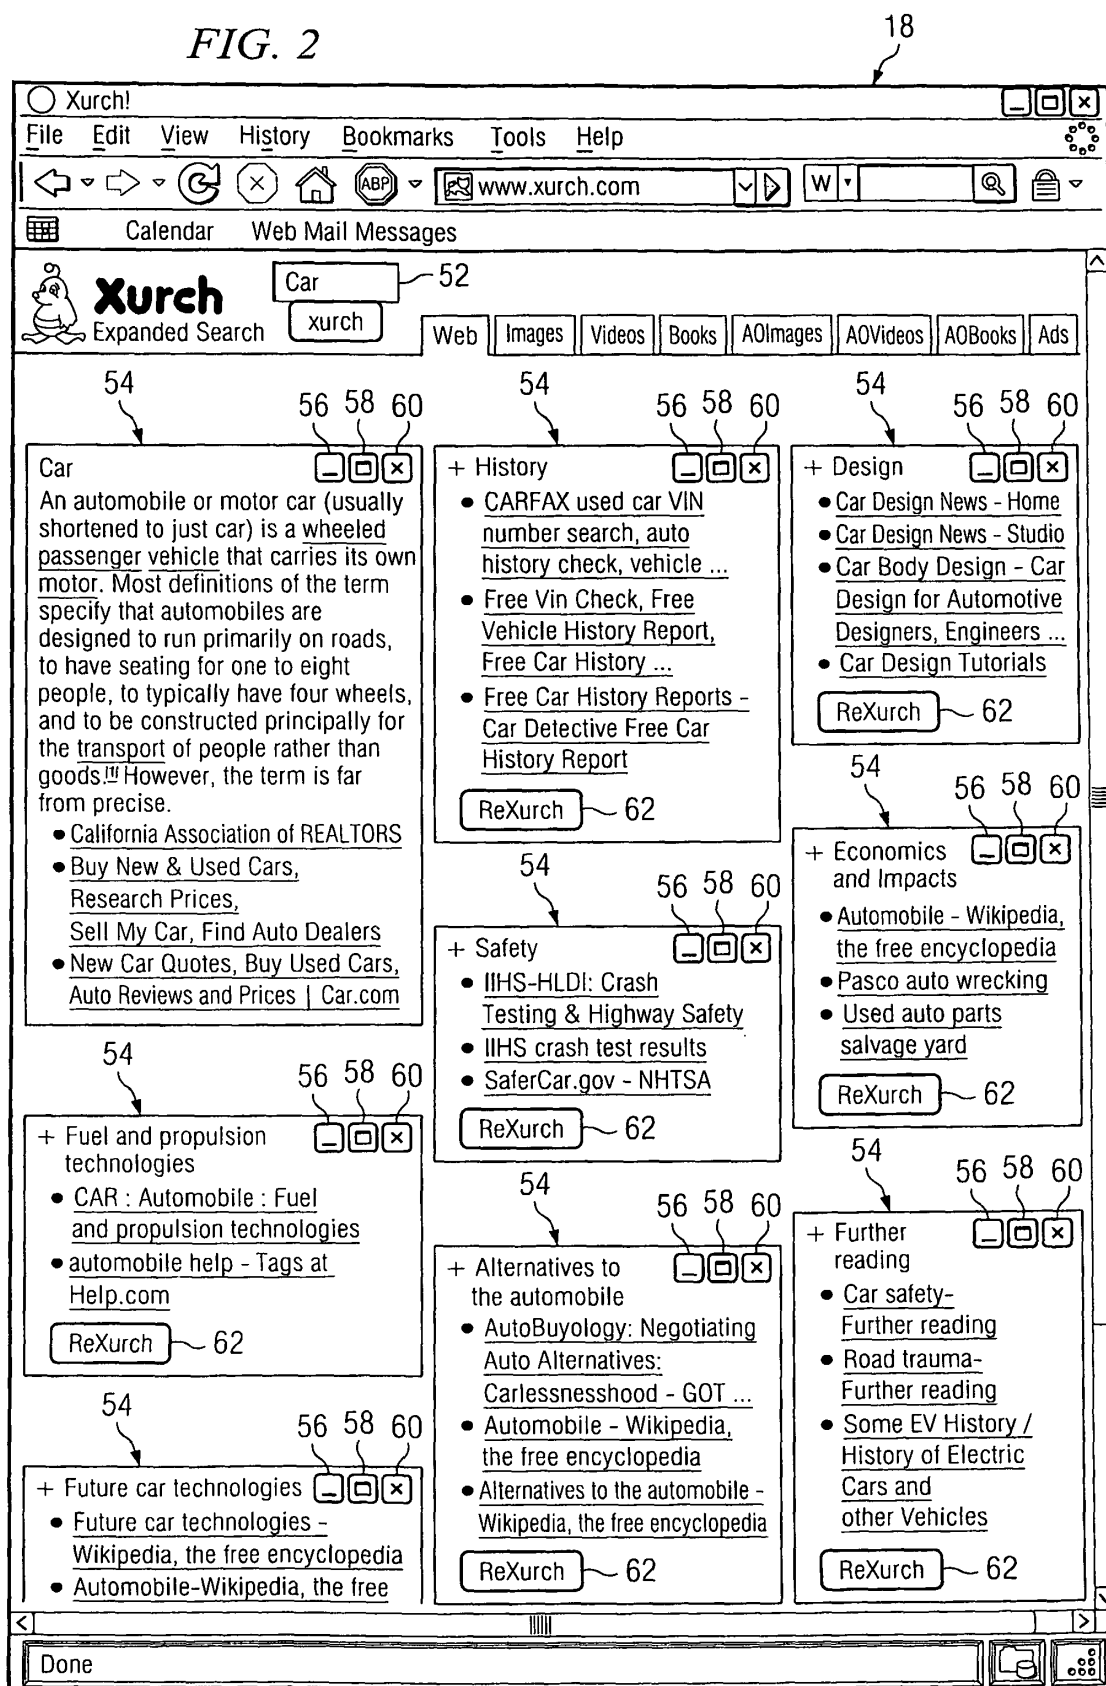 FIG. 2
18
Xurch!
File Edit View History Bookmarks Tools Help
ABP www.xurch.com W
Calendar Web Mail Messages
Xurch
Expanded Search
Car 52
xurch
Web Images Videos Books AOImages AOVideos AOBooks Ads
54
56 58 60
Car
An automobile or motor car (usually
shortened to just car) is a wheeled
passenger vehicle that carries its own
motor. Most definitions of the term
specify that automobiles are
designed to run primarily on roads,
to have seating for one to eight
people, to typically have four wheels,
and to be constructed principally for
the transport of people rather than
goods.[1] However, the term is far
from precise.
• California Association of REALTORS
• Buy New & Used Cars,
Research Prices,
Sell My Car, Find Auto Dealers
• New Car Quotes, Buy Used Cars,
Auto Reviews and Prices | Car.com
54
56 58 60
+ Fuel and propulsion
technologies
• CAR : Automobile : Fuel
and propulsion technologies
• automobile help - Tags at
Help.com
ReXurch 62
54
56 58 60
+ Future car technologies
• Future car technologies -
Wikipedia, the free encyclopedia
• Automobile-Wikipedia, the free
54
56 58 60
+ History
• CARFAX used car VIN
number search, auto
history check, vehicle ...
• Free Vin Check, Free
Vehicle History Report,
Free Car History ...
• Free Car History Reports -
Car Detective Free Car
History Report
ReXurch 62
54
56 58 60
+ Safety
• IIHS-HLDI: Crash
Testing & Highway Safety
• IIHS crash test results
• SaferCar.gov - NHTSA
ReXurch 62
54
56 58 60
+ Alternatives to
the automobile
• AutoBuyology: Negotiating
Auto Alternatives:
Carlessnesshood - GOT ...
• Automobile - Wikipedia,
the free encyclopedia
• Alternatives to the automobile -
Wikipedia, the free encyclopedia
ReXurch 62
54
56 58 60
+ Design
• Car Design News - Home
• Car Design News - Studio
• Car Body Design - Car
Design for Automotive
Designers, Engineers ...
• Car Design Tutorials
ReXurch 62
54
56 58 60
+ Economics
and Impacts
• Automobile - Wikipedia,
the free encyclopedia
• Pasco auto wrecking
• Used auto parts
salvage yard
ReXurch 62
54
56 58 60
+ Further
reading
• Car safety-
Further reading
• Road trauma-
Further reading
• Some EV History /
History of Electric
Cars and
other Vehicles
ReXurch 62
Done